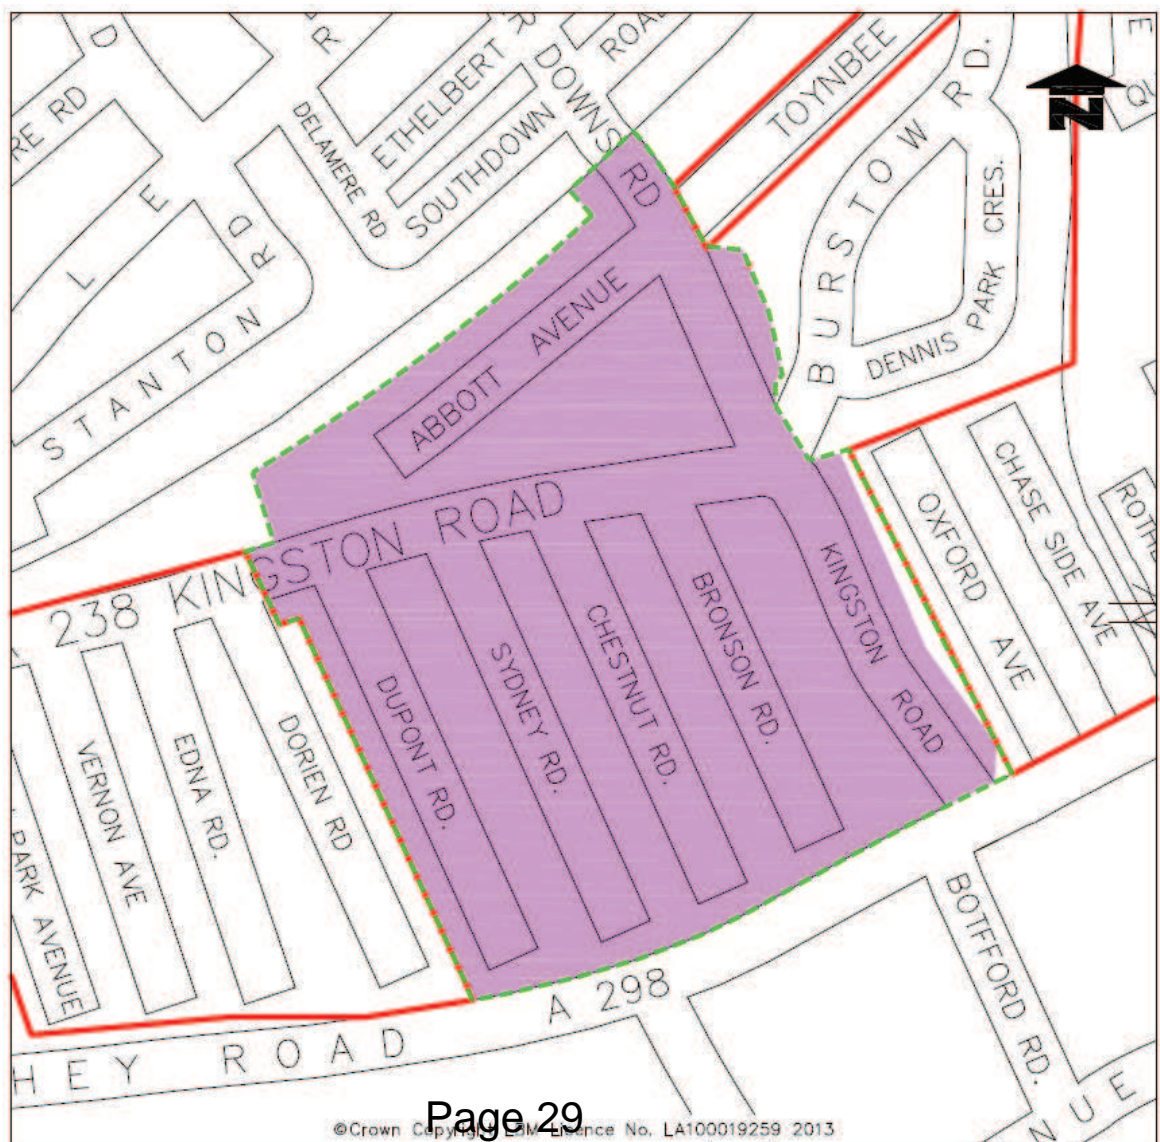 D
R
ETHELBERT
R
DOWNS
RD
ROAD
TOYNBEE
BURSTOW RD.
E
N
RE RD
DELAMERE RD
SOUTHDOWN
PARK CRES.
DENNIS
L E
RD
STANTON
ABBOTT AVENUE
KINGSTON ROAD
238
CHASE SIDE AVE
OXFORD AVE
KINGSTON ROAD
BRONSON RD.
CHESTNUT RD.
SYDNEY RD.
DUPONT RD.
DORIEN RD
EDNA RD.
VERNON AVE
PARK AVENUE
BOTFFORD RD.
A 298
HEY ROAD
NUE
Page 29
©Crown Copyright LBM Licence No. LA100019259 2013